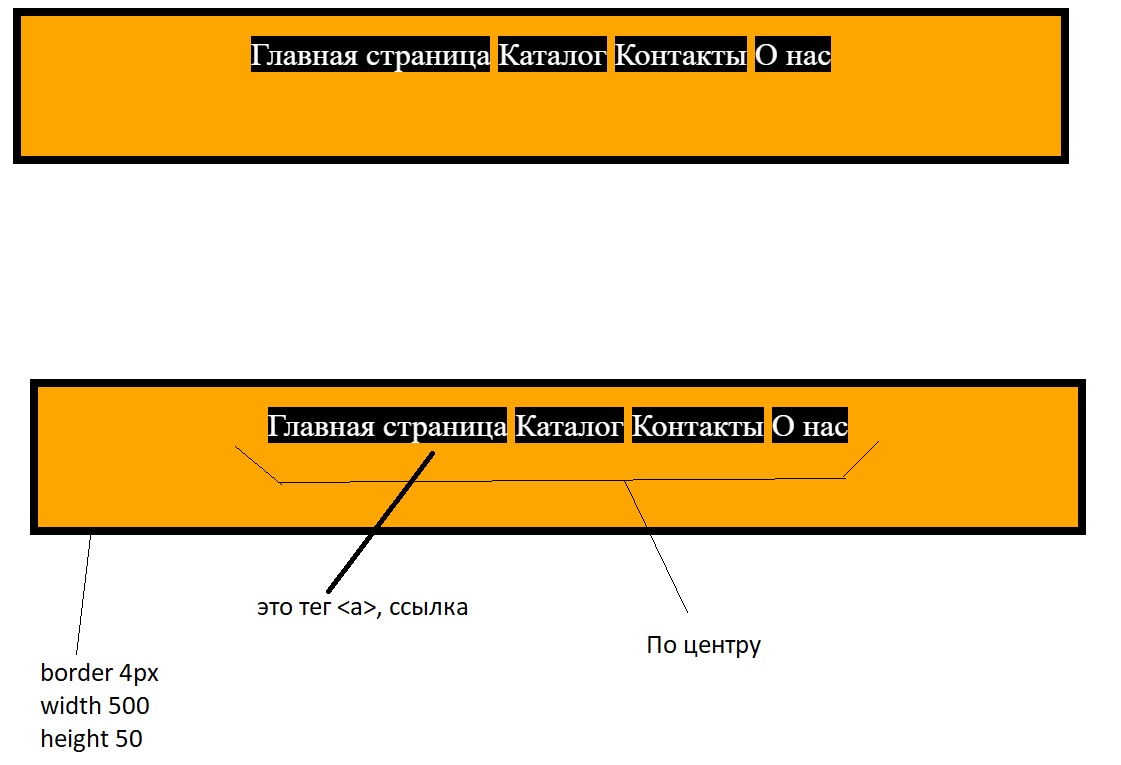 Главная страница Каталог Контакты О нас
Главная страница Каталог Контакты О нас
это тег <a>, ссылка
По центру
border 4px
width 500
height 50